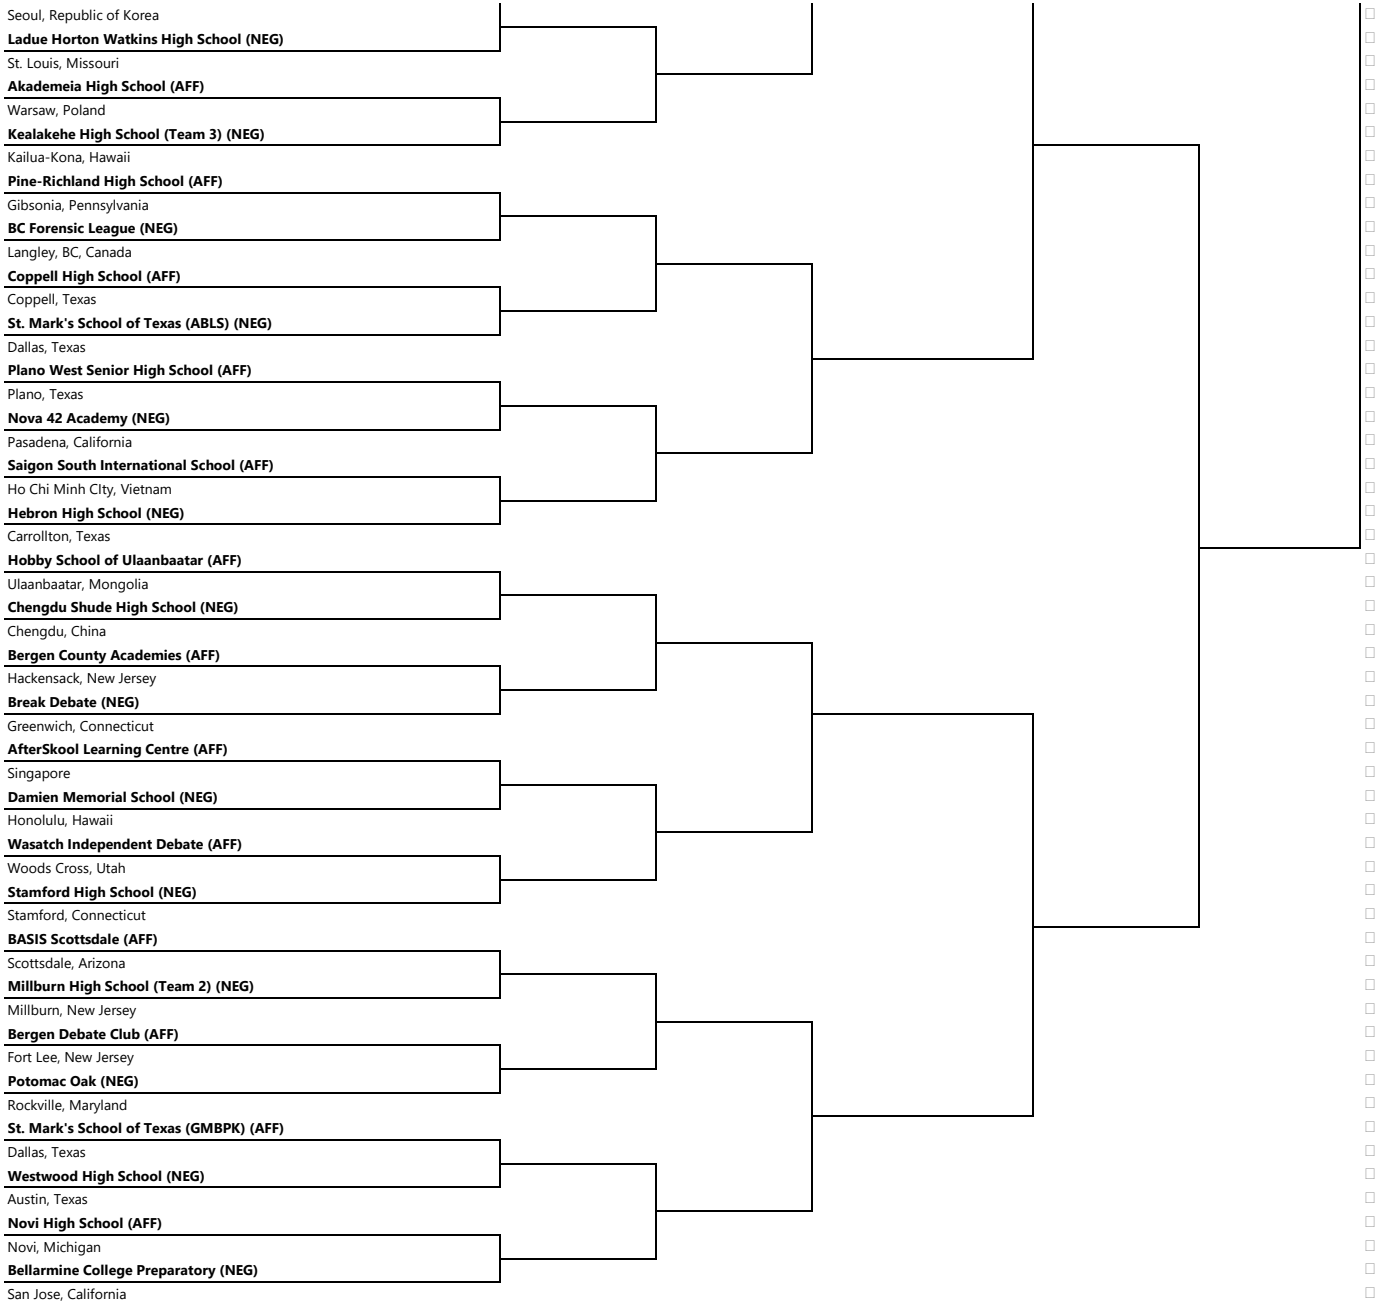 Seoul, Republic of Korea
Ladue Horton Watkins High School (NEG)
St. Louis, Missouri
Akademeia High School (AFF)
Warsaw, Poland
Kealakehe High School (Team 3) (NEG)
Kailua-Kona, Hawaii
Pine-Richland High School (AFF)
Gibsonia, Pennsylvania
BC Forensic League (NEG)
Langley, BC, Canada
Coppell High School (AFF)
Coppell, Texas
St. Mark's School of Texas (ABLS) (NEG)
Dallas, Texas
Plano West Senior High School (AFF)
Plano, Texas
Nova 42 Academy (NEG)
Pasadena, California
Saigon South International School (AFF)
Ho Chi Minh CIty, Vietnam
Hebron High School (NEG)
Carrollton, Texas
Hobby School of Ulaanbaatar (AFF)
Ulaanbaatar, Mongolia
Chengdu Shude High School (NEG)
Chengdu, China
Bergen County Academies (AFF)
Hackensack, New Jersey
Break Debate (NEG)
Greenwich, Connecticut
AfterSkool Learning Centre (AFF)
Singapore
Damien Memorial School (NEG)
Honolulu, Hawaii
Wasatch Independent Debate (AFF)
Woods Cross, Utah
Stamford High School (NEG)
Stamford, Connecticut
BASIS Scottsdale (AFF)
Scottsdale, Arizona
Millburn High School (Team 2) (NEG)
Millburn, New Jersey
Bergen Debate Club (AFF)
Fort Lee, New Jersey
Potomac Oak (NEG)
Rockville, Maryland
St. Mark's School of Texas (GMBPK) (AFF)
Dallas, Texas
Westwood High School (NEG)
Austin, Texas
Novi High School (AFF)
Novi, Michigan
Bellarmine College Preparatory (NEG)
San Jose, California